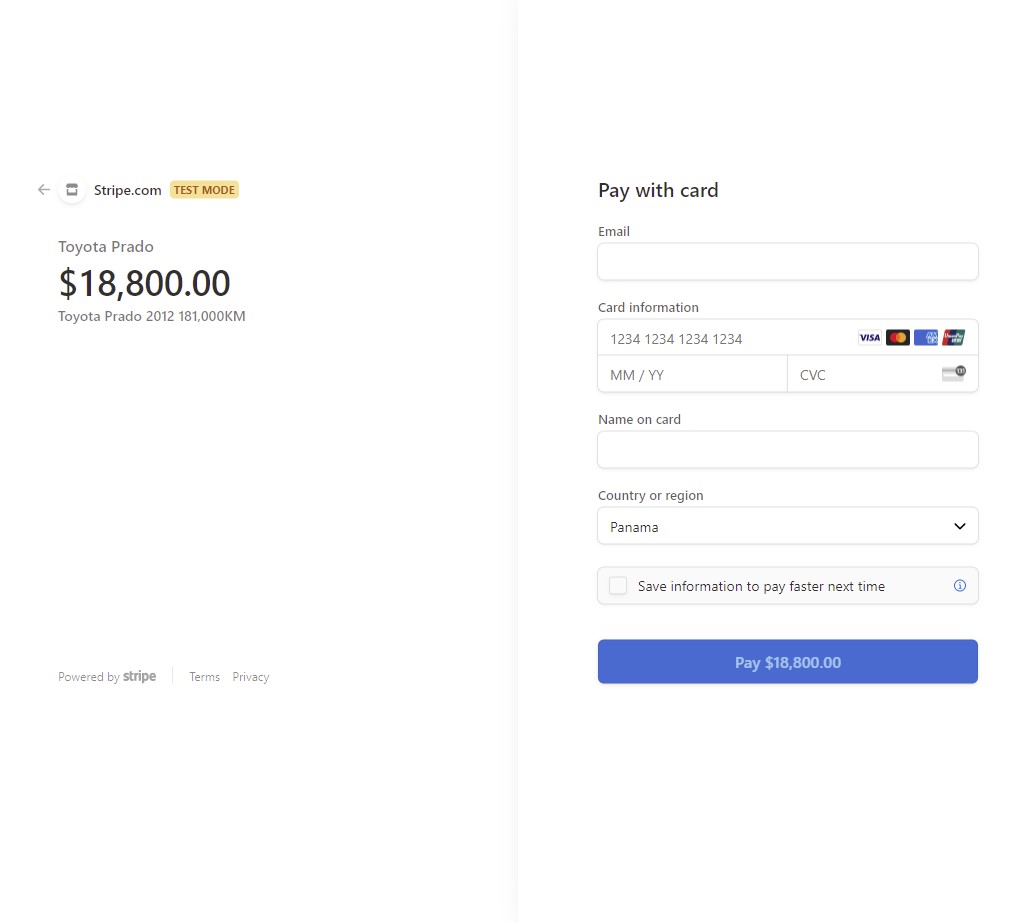 Stripe.com TEST MODE
Toyota Prado
$18,800.00
Toyota Prado 2012 181,000KM
Powered by stripe Terms Privacy
Pay with card
Email
Card information
1234 1234 1234 1234 VISA
MM / YY CVC
Name on card
Country or region
Panama
Save information to pay faster next time
Pay $18,800.00